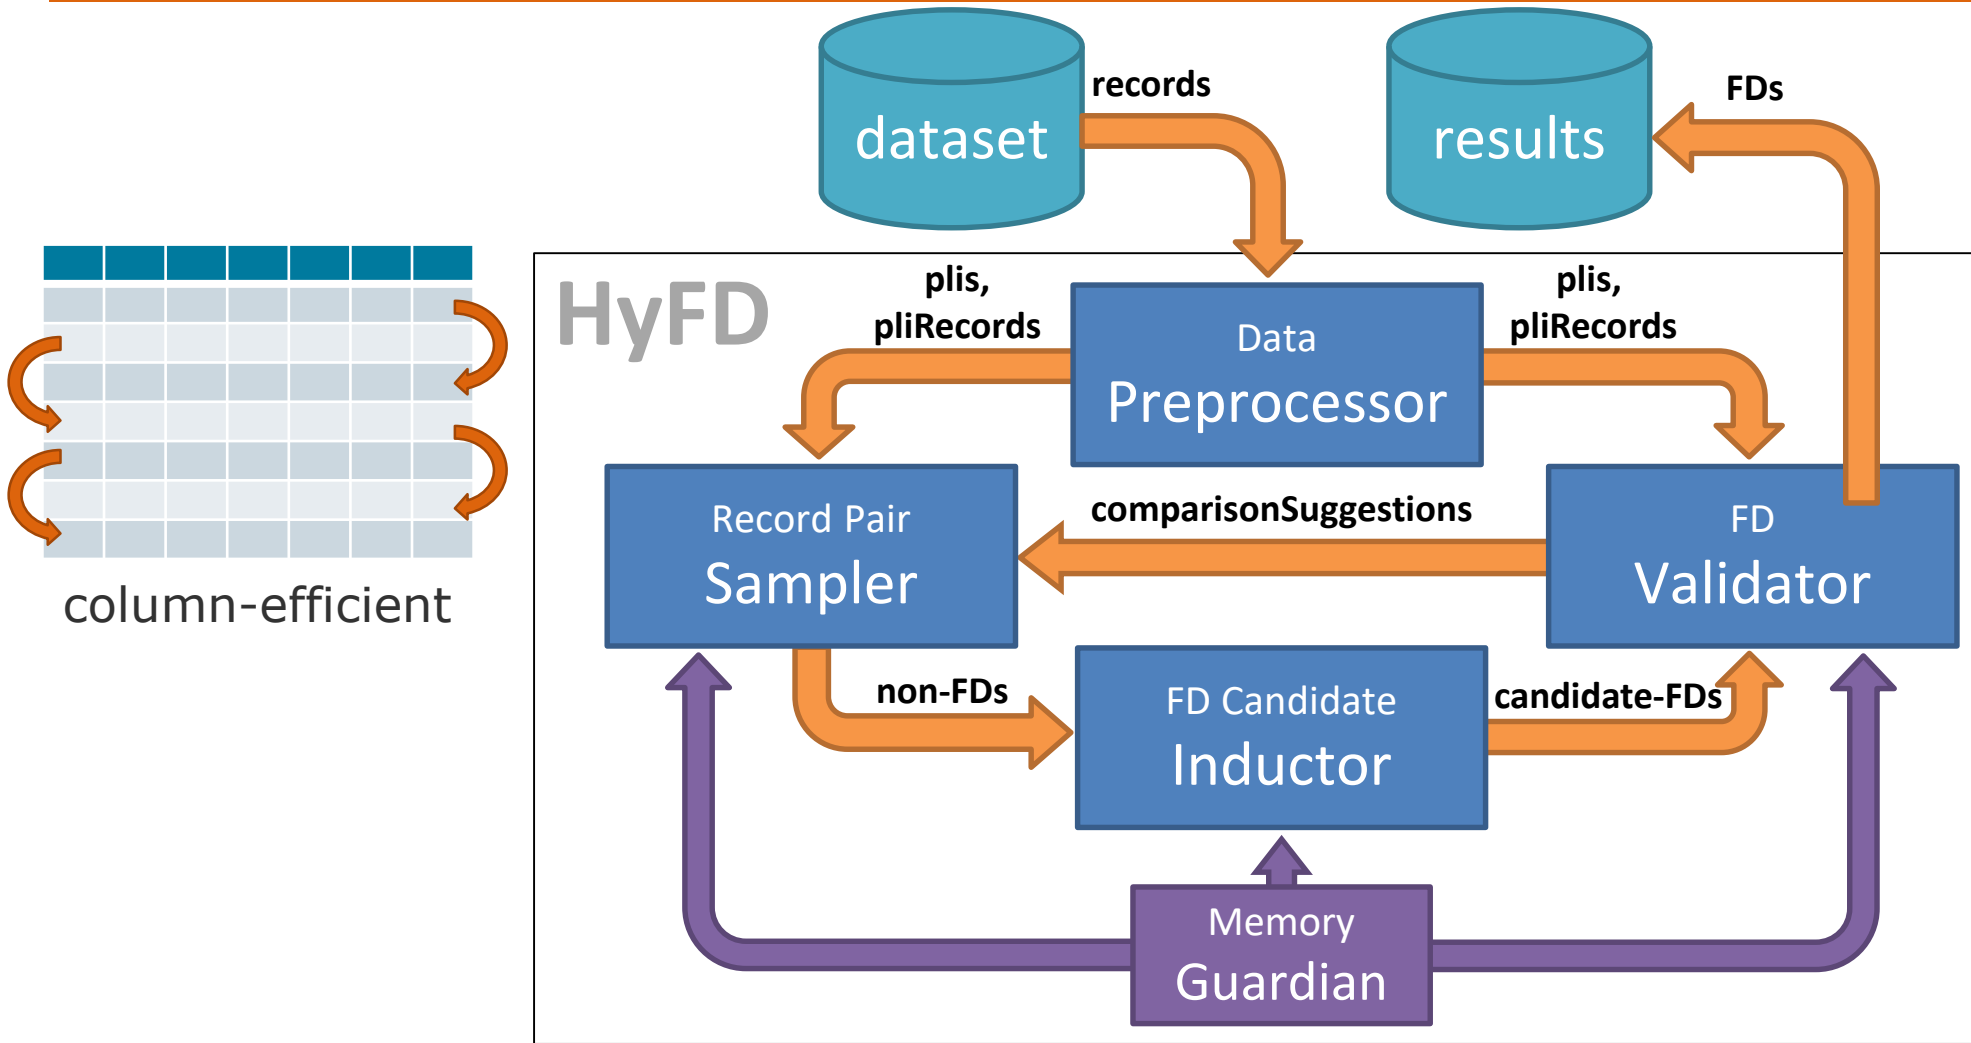 dataset
records
results
FDs
HyFD
plis,
pliRecords
Data
Preprocessor
plis,
pliRecords
column-efficient
Record Pair
Sampler
comparisonSuggestions
FD
Validator
non-FDs
FD Candidate
Inductor
candidate-FDs
Memory
Guardian